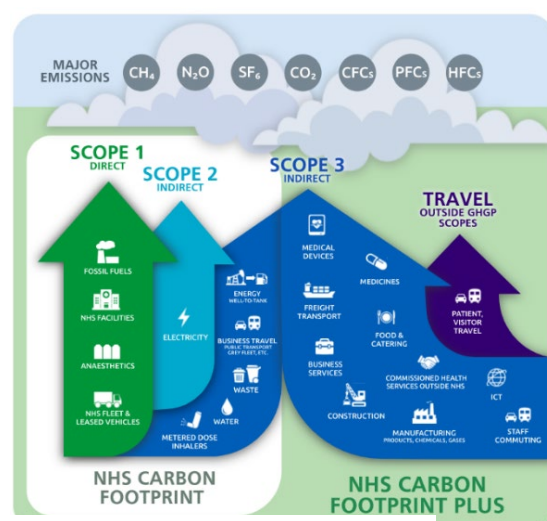 MAJOR
EMISSIONS
CH₄
N₂O
SF₆
CO₂
CFCs
PFCs
HFCs
SCOPE 1
DIRECT
SCOPE 2
INDIRECT
SCOPE 3
INDIRECT
TRAVEL
OUTSIDE GHGP
SCOPES
FOSSIL FUELS
NHS FACILITIES
ANAESTHETICS
NHS FLEET &
LEASED VEHICLES
ELECTRICITY
ENERGY
WELL-TO-TANK
BUSINESS TRAVEL
PUBLIC TRANSPORT
GREY FLEET, ETC.
WASTE
WATER
METERED DOSE
INHALERS
MEDICAL
DEVICES
MEDICINES
FREIGHT
TRANSPORT
FOOD &
CATERING
BUSINESS
SERVICES
COMMISSIONED HEALTH
SERVICES OUTSIDE NHS
CONSTRUCTION
MANUFACTURING
PRODUCTS, CHEMICALS, GASES
PATIENT,
VISITOR
TRAVEL
ICT
STAFF
COMMUTING
NHS CARBON
FOOTPRINT
NHS CARBON
FOOTPRINT PLUS